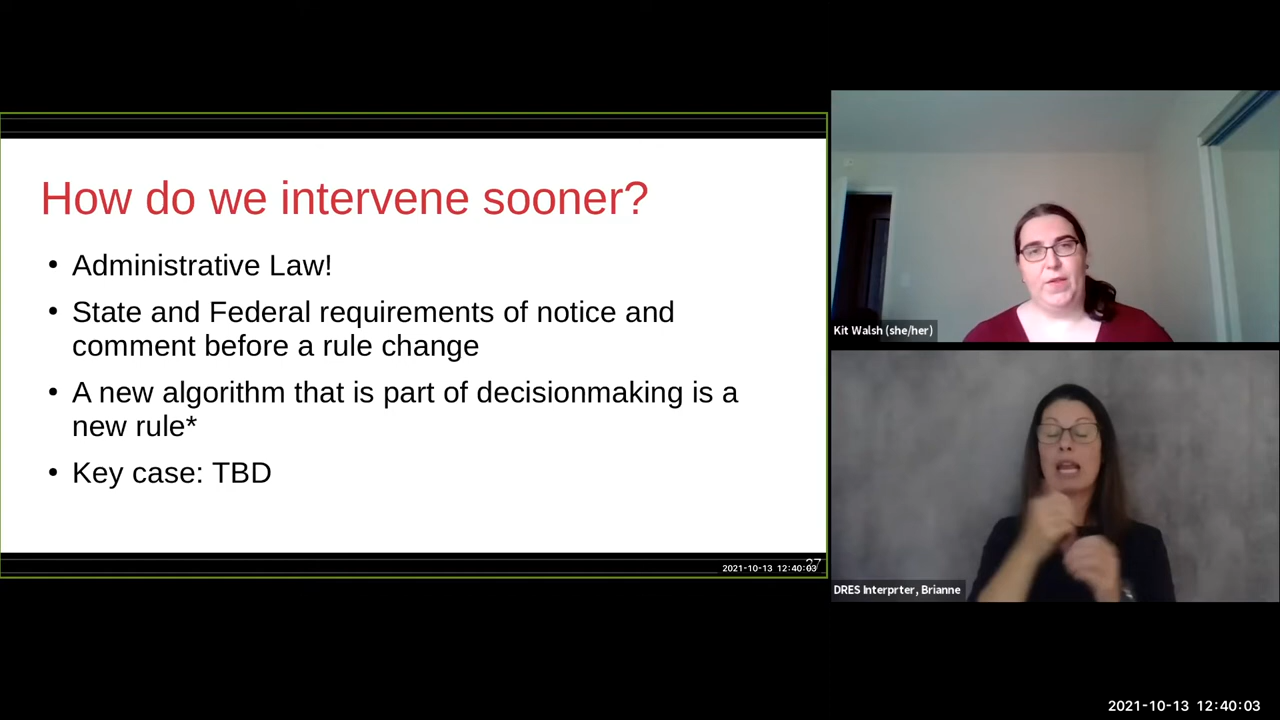 How do we intervene sooner?
• Administrative Law!
• State and Federal requirements of notice and
comment before a rule change
• A new algorithm that is part of decisionmaking is a
new rule*
• Key case: TBD
2021-10-13 12:40:03
37
Kit Walsh (she/her)
DRES Interprter, Brianne
2021-10-13 12:40:03